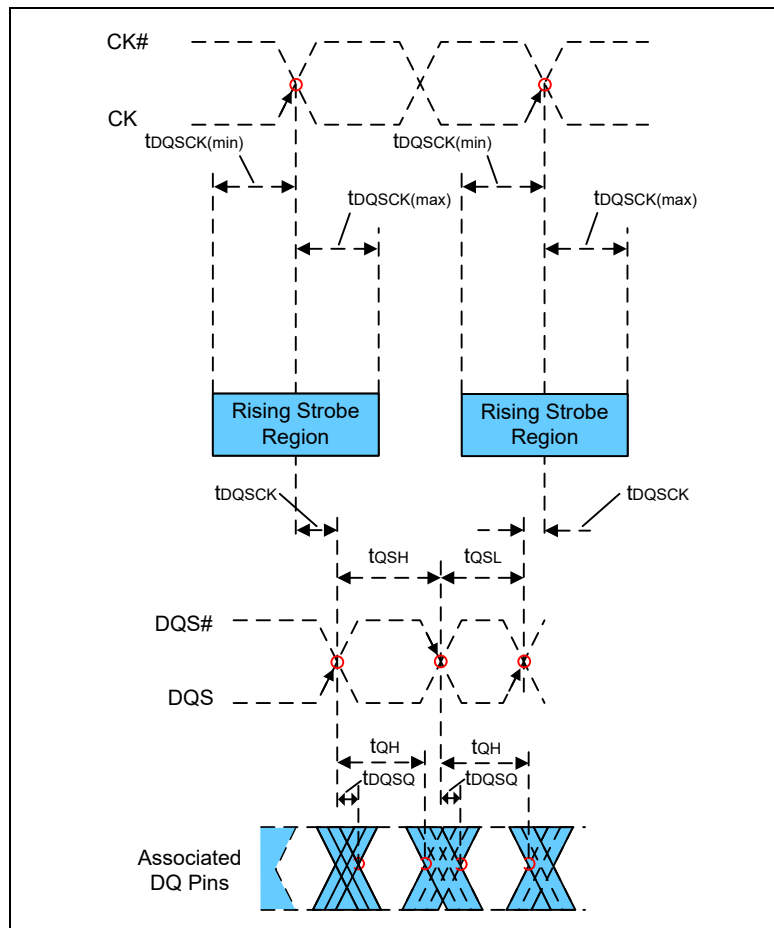 CK#
CK
tDQSCK(min)
tDQSCK(min)
tDQSCK(max)
tDQSCK(max)
Rising Strobe
Region
Rising Strobe
Region
tDQSCK
tDQSCK
tQSH
tQSL
DQS#
DQS
tQH
tQH
tDQSQ
tDQSQ
Associated
DQ Pins